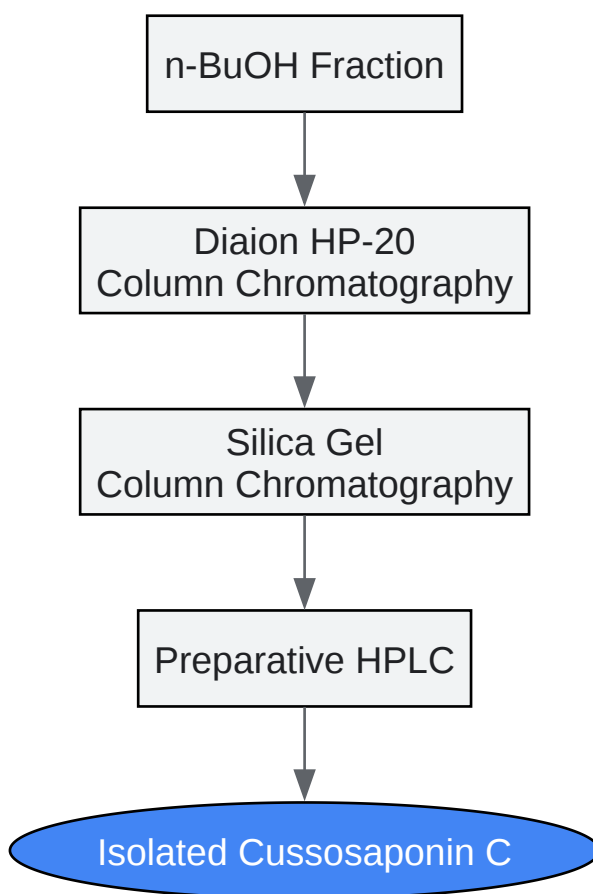 n-BuOH Fraction
Diaion HP-20
Column Chromatography
Silica Gel
Column Chromatography
Preparative HPLC
Isolated Cussosaponin C